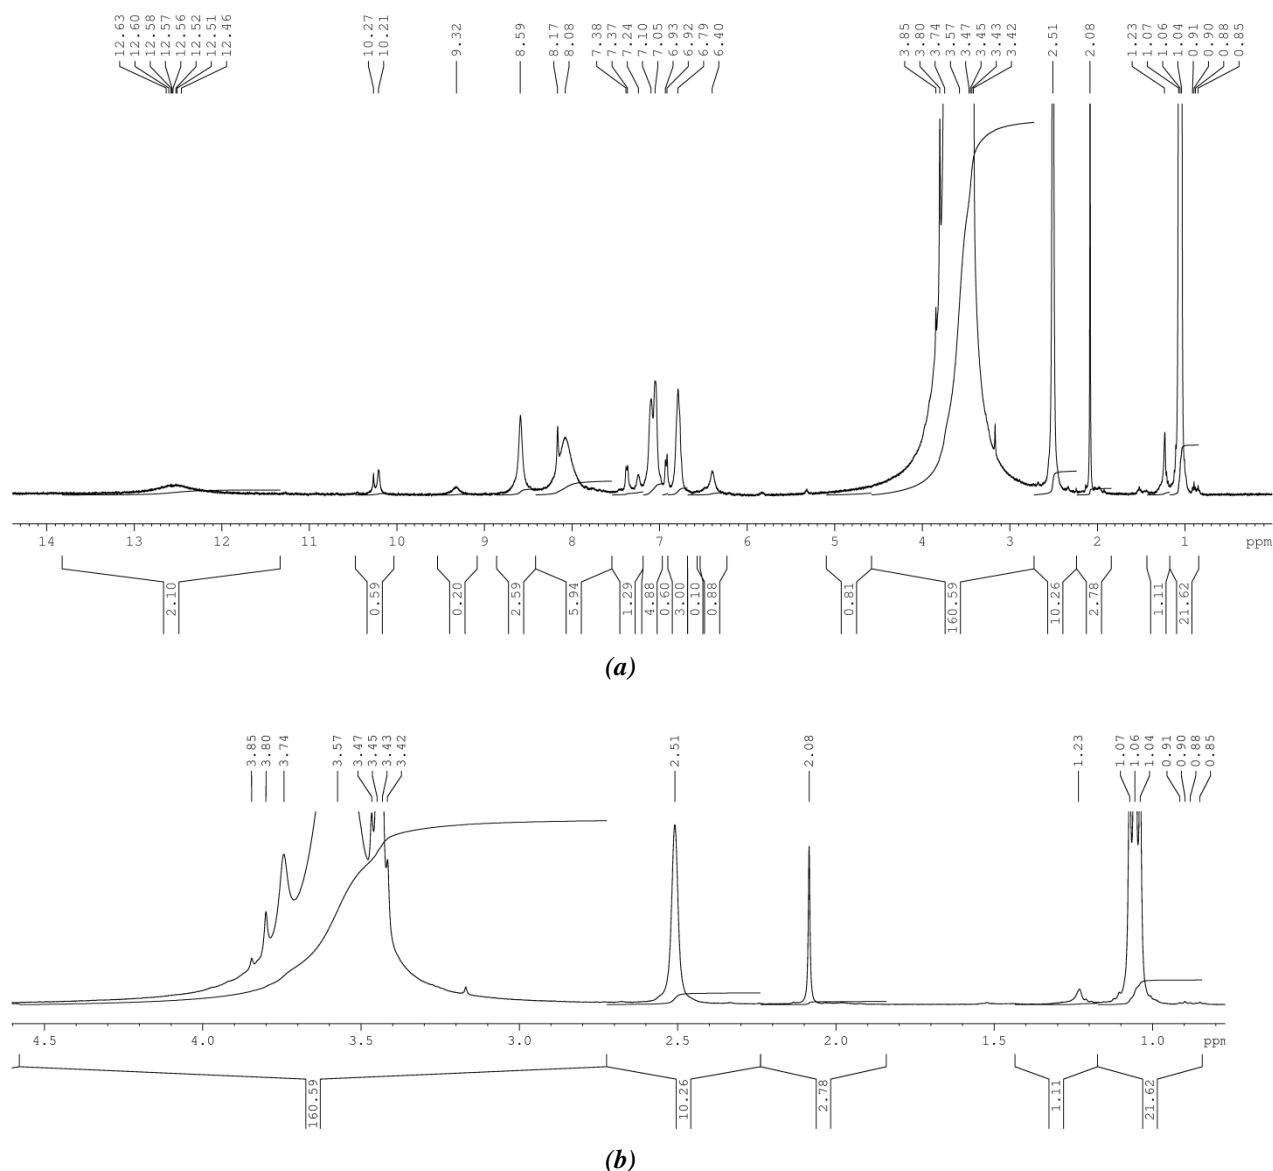 12.63 12.60 12.58 12.57 12.56 12.52 12.51 12.46 10.27 10.21 9.32 8.59 8.17 8.08 7.38 7.37 7.24 7.10 7.05 6.93 6.92 6.79 6.40 3.85 3.80 3.74 3.57 3.47 3.45 3.43 3.42 2.51 2.08 1.23 1.07 1.06 1.04 0.91 0.90 0.88 0.85
14 13 12 11 10 9 8 7 6 5 4 3 2 1 ppm
2.10 0.59 0.20 2.59 5.94 1.29 4.88 0.60 3.00 0.10 0.88 0.81 160.59 10.26 2.78 1.11 21.62
(a)
3.85 3.80 3.74 3.57 3.47 3.45 3.43 3.42 2.51 2.08 1.23 1.07 1.06 1.04 0.91 0.90 0.88 0.85
4.5 4.0 3.5 3.0 2.5 2.0 1.5 1.0 ppm
160.59 10.26 2.78 1.11 21.62
(b)